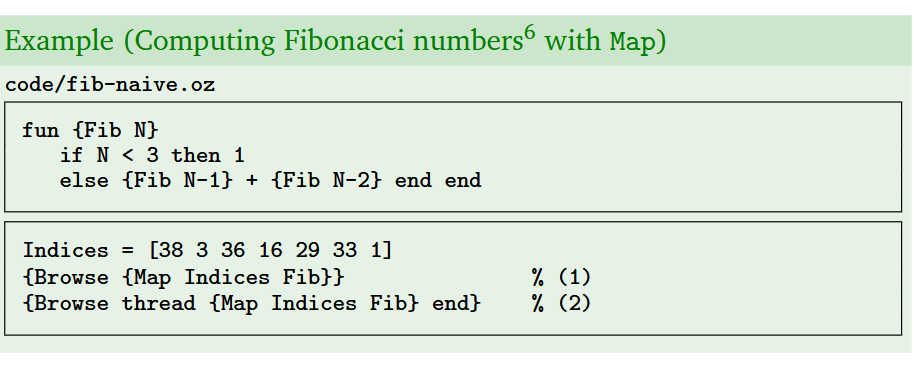 Example (Computing Fibonacci numbers⁶ with Map)
code/fib-naive.oz
fun {Fib N}
   if N < 3 then 1
   else {Fib N-1} + {Fib N-2} end end
Indices = [38 3 36 16 29 33 1]
{Browse {Map Indices Fib}}               % (1)
{Browse thread {Map Indices Fib} end}    % (2)